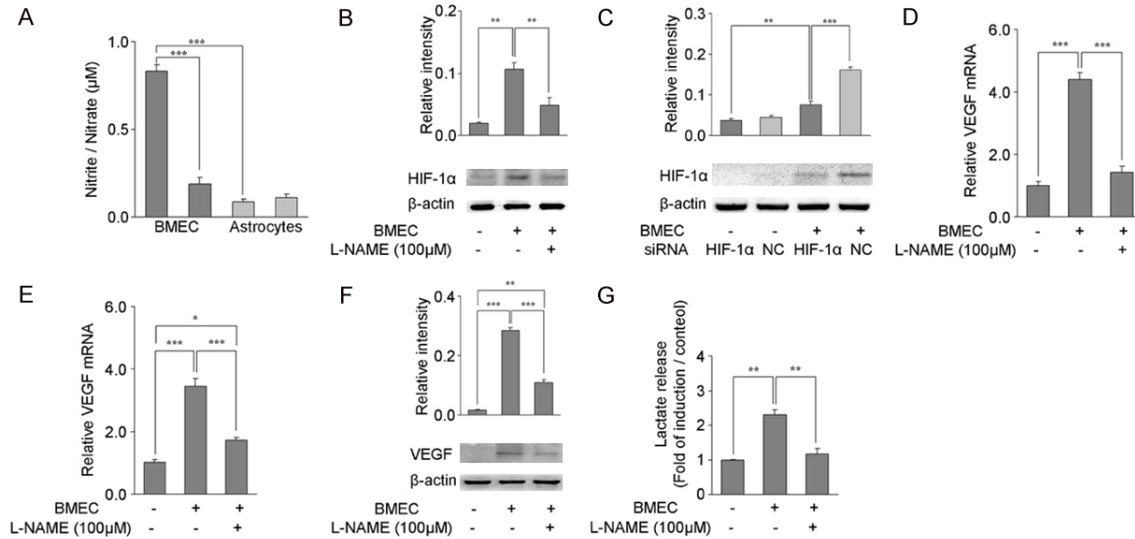 A
Nitrite / Nitrate (µM)
1.0
0.5
0.0
***
***
BMEC
Astrocytes
B
Relative intensity
0.2
0.1
0.0
** **
HIF-1α
β-actin
BMEC - + +
L-NAME (100µM) - - +
C
Relative intensity
0.3
0.2
0.1
0.0
** ***
HIF-1α
β-actin
BMEC - - + +
siRNA HIF-1α NC HIF-1α NC
D
Relative VEGF mRNA
6.0
4.0
2.0
0.0
*** ***
BMEC - + +
L-NAME (100µM) - - +
E
Relative VEGF mRNA
6.0
4.0
2.0
0.0
*
*** ***
BMEC - + +
L-NAME (100µM) - - +
F
Relative intensity
0.4
0.2
0.0
**
*** ***
VEGF
β-actin
BMEC - + +
L-NAME (100µM) - - +
G
Lactate release
(Fold of induction / conteol)
4
3
2
1
0
** **
BMEC - + +
L-NAME (100µM) - - +